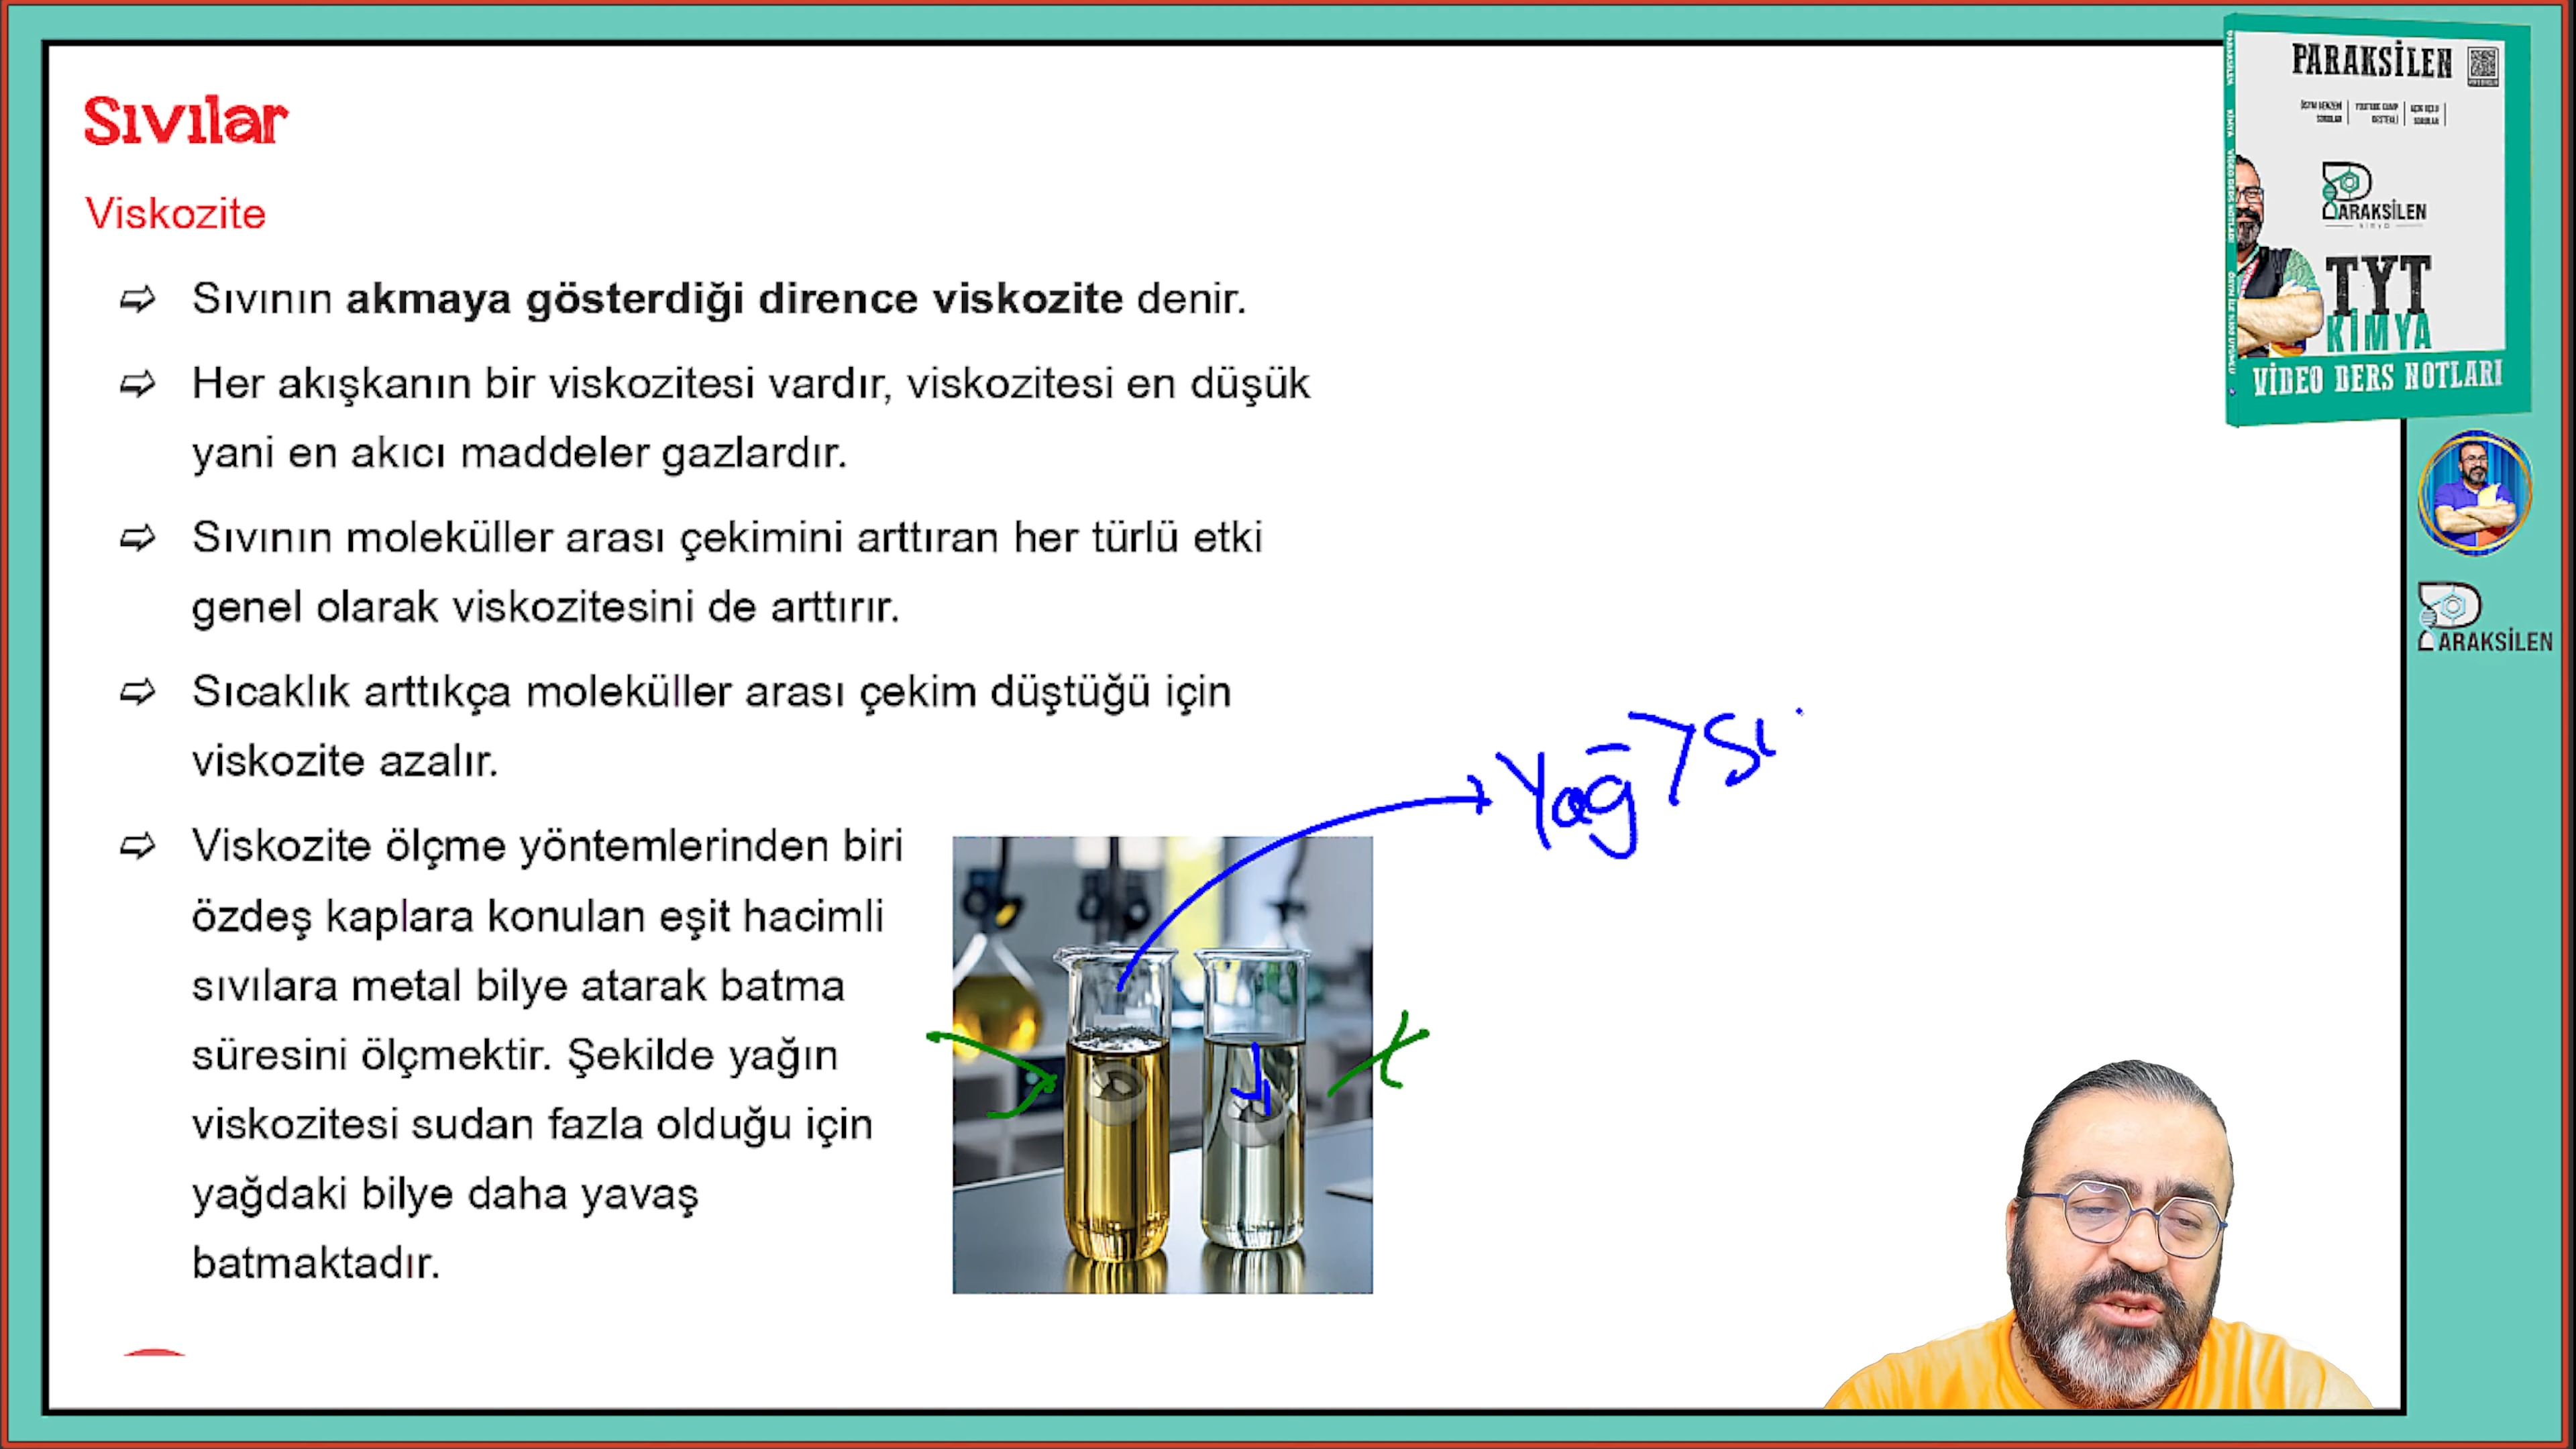 Sıvılar
Viskozite
⇨ Sıvının akmaya gösterdiği dirence viskozite denir.
⇨ Her akışkanın bir viskozitesi vardır, viskozitesi en düşük
yani en akıcı maddeler gazlardır.
⇨ Sıvının moleküller arası çekimini arttıran her türlü etki
genel olarak viskozitesini de arttırır.
⇨ Sıcaklık arttıkça moleküller arası çekim düştüğü için
viskozite azalır.
⇨ Viskozite ölçme yöntemlerinden biri
özdeş kaplara konulan eşit hacimli
sıvılara metal bilye atarak batma
süresini ölçmektir. Şekilde yağın
viskozitesi sudan fazla olduğu için
yağdaki bilye daha yavaş
batmaktadır.
Yağ > Sı
PARAKSİLEN
PARAKSİLEN
kimya
TYT
KİMYA
VİDEO DERS NOTLARI
PARAKSİLEN